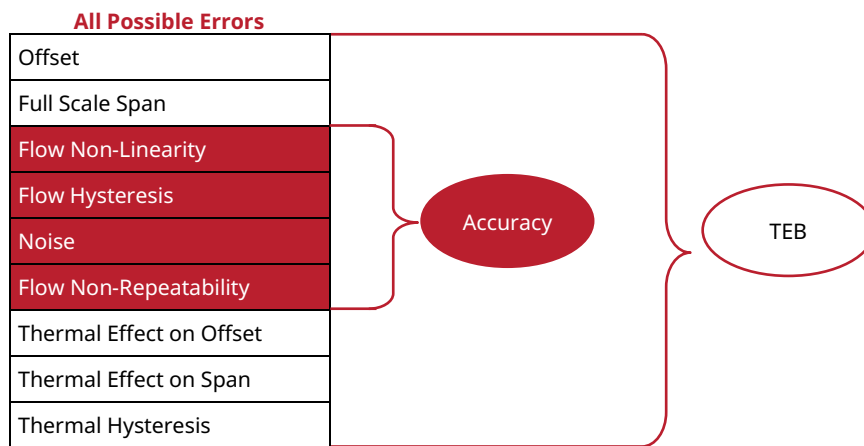 All Possible Errors
Offset
Full Scale Span
Flow Non-Linearity
Flow Hysteresis
Noise
Flow Non-Repeatability
Thermal Effect on Offset
Thermal Effect on Span
Thermal Hysteresis
Accuracy
TEB